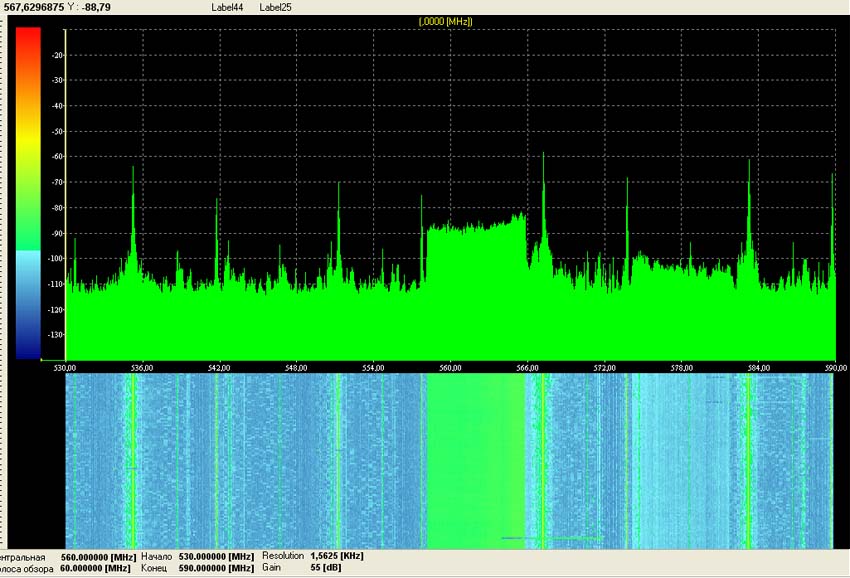 567,6296875 Y : -88,79 Label44 Label25
(,0000 [MHz])
-20
-30
-40
-50
-60
-70
-80
-90
-100
-110
-120
-130
530,00 536,00 542,00 548,00 554,00 560,00 566,00 572,00 578,00 584,00 590,00
нтральная 560.000000 [MHz] Начало 530.000000 [MHz] Resolution 1,5625 [KHz]
олоса обзора 60.000000 [MHz] Конец 590.000000 [MHz] Gain 55 [dB]